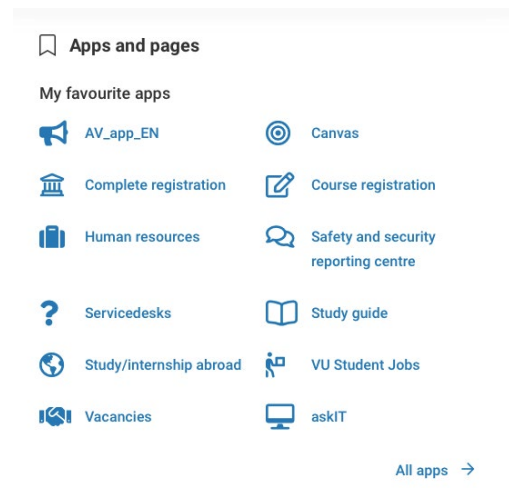 Apps and pages
My favourite apps
AV_app_EN
Canvas
Complete registration
Course registration
Human resources
Safety and security
reporting centre
Servicedesks
Study guide
Study/internship abroad
VU Student Jobs
Vacancies
askIT
All apps